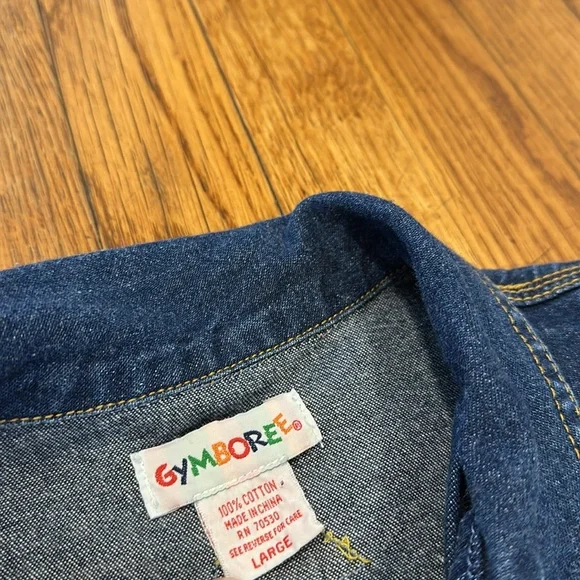 GYMBOREE®
100% COTTON
MADE IN CHINA
RN 70530
SEE REVERSE FOR CARE
LARGE